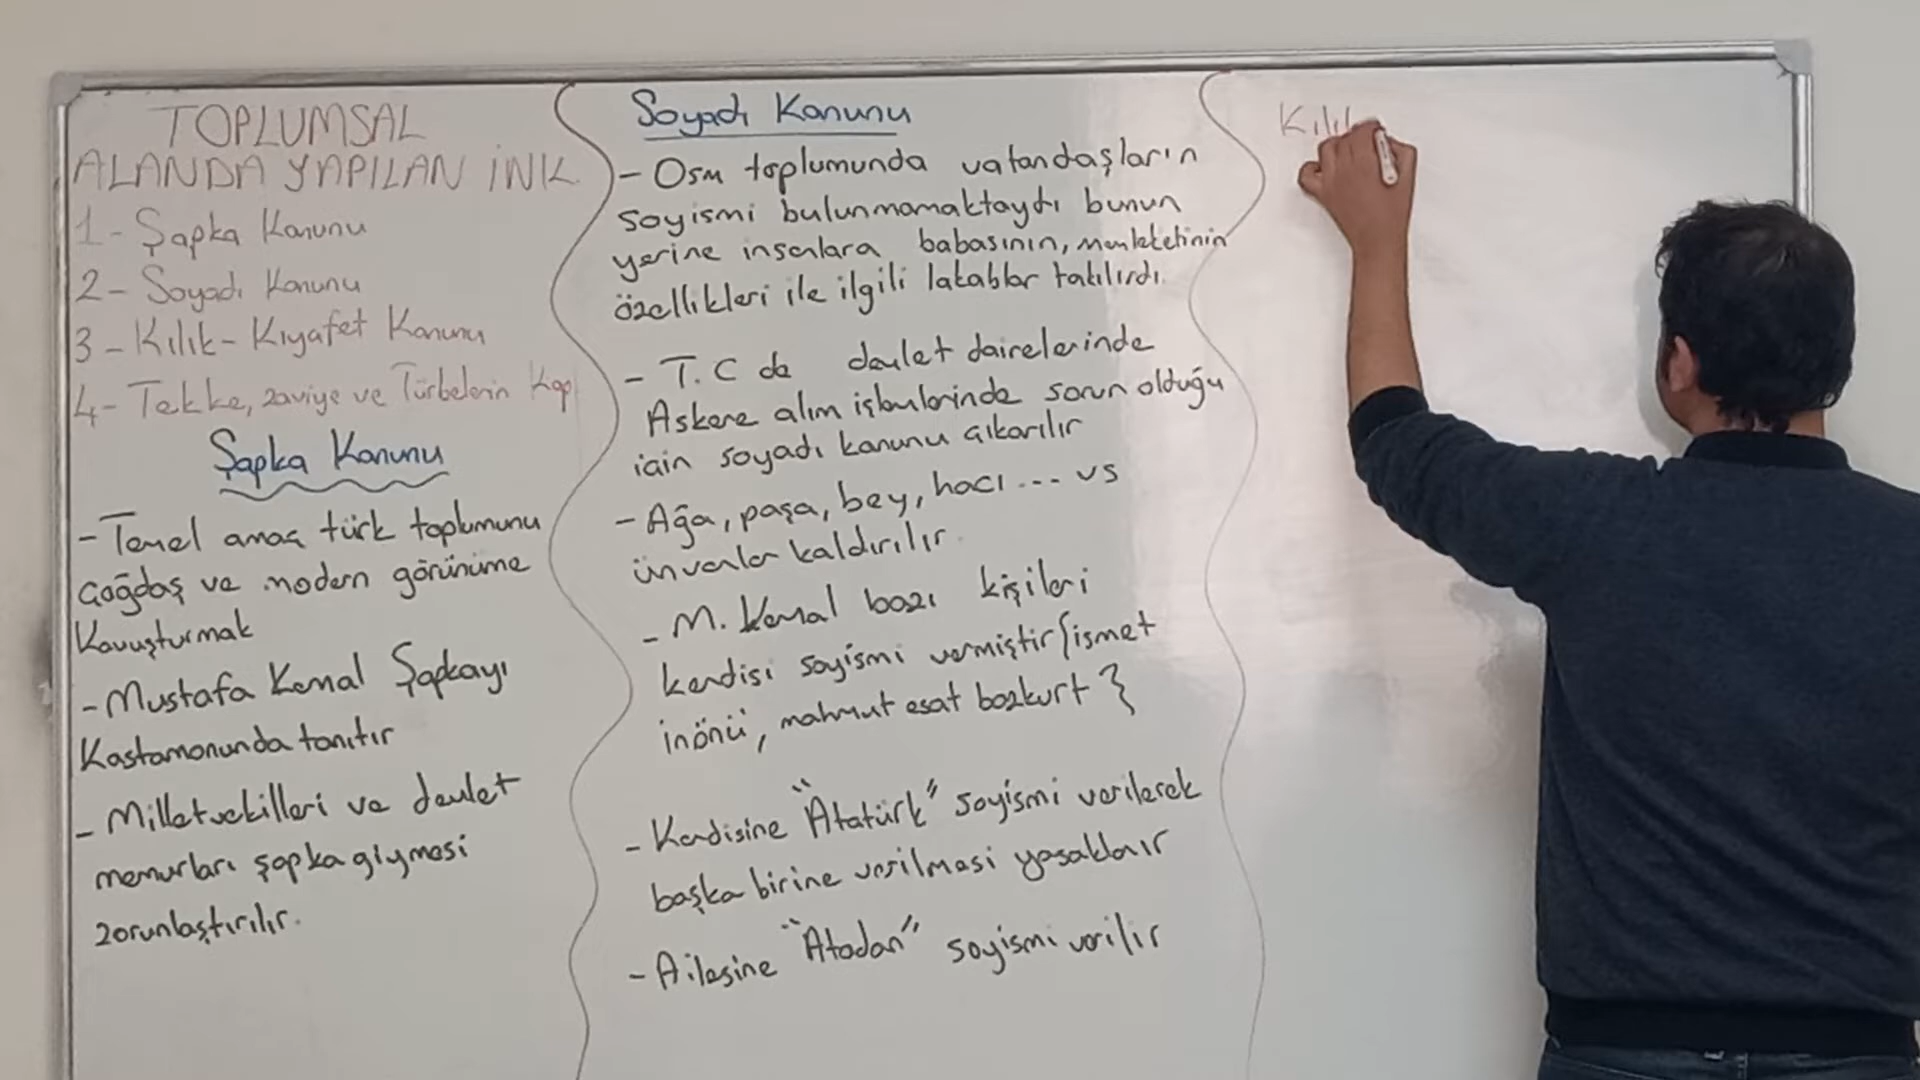 TOPLUMSAL
ALANDA YAPILAN İNK
1- Şapka Kanunu
2- Soyadı Kanunu
3- Kılık-Kıyafet Kanunu
4- Tekke, zaviye ve Türbelerin Kap
Şapka Kanunu
- Temel amaç türk toplumunu
çağdaş ve modern görünüme
Kavuşturmak
- Mustafa Kemal Şapkayı
Kastamonunda tanıtır
- Milletvekilleri ve devlet
memurları şapka giymesi
zorunlaştırılır.
Soyadı Kanunu
- Osm toplumunda vatandaşların
soyismi bulunmamaktaydı bunun
yerine insanlara babasının, memleketinin
özellikleri ile ilgili lakablar takılırdı.
- T.C de devlet dairelerinde
Askere alım işbulerinde sorun olduğu
için soyadı kanunu çıkarılır
- Ağa, paşa, bey, hacı... vs
ünvanlar kaldırılır
- M. Kemal bazı kişileri
kendisi soyismi vermiştir {ismet
inönü, mahmut esat bozkurt}
- Kendisine "Atatürk" soyismi verilerek
başka birine verilmesi yasaklanır
- Ailesine "Atadan" soyismi verilir
Kılık